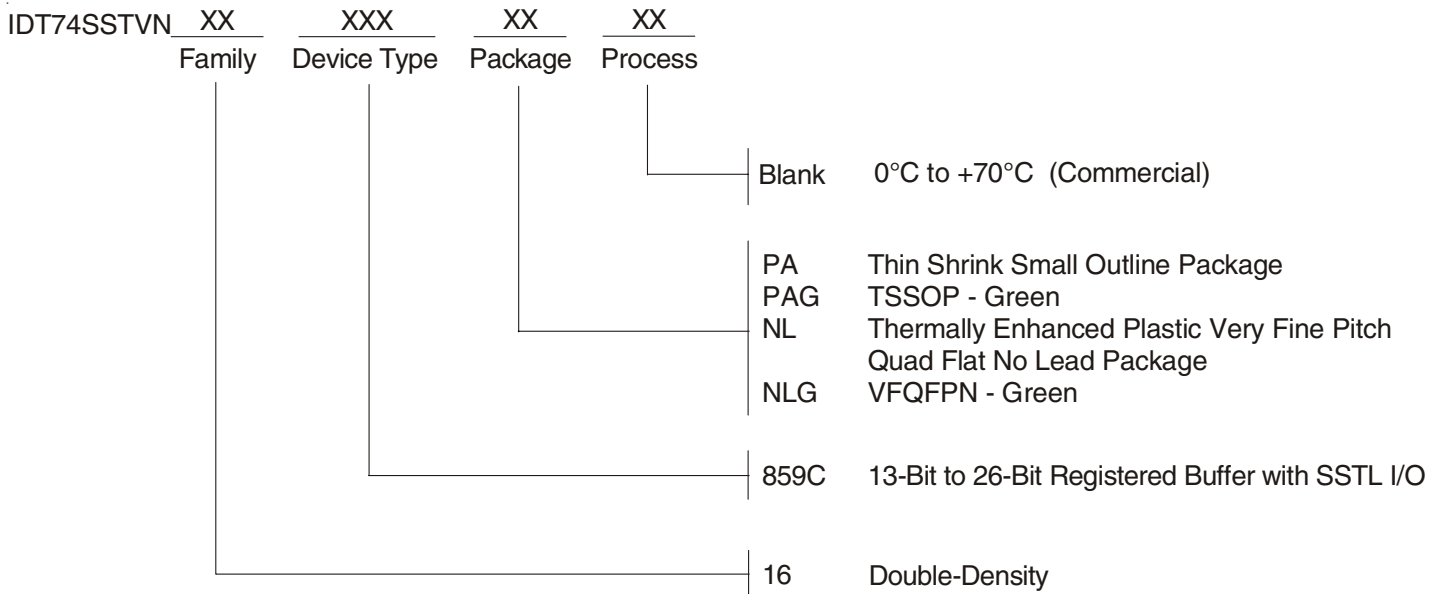 IDT74SSTVN XX XXX XX XX
Family Device Type Package Process
Blank 0°C to +70°C (Commercial)
PA Thin Shrink Small Outline Package
PAG TSSOP - Green
NL Thermally Enhanced Plastic Very Fine Pitch
Quad Flat No Lead Package
NLG VFQFPN - Green
859C 13-Bit to 26-Bit Registered Buffer with SSTL I/O
16 Double-Density